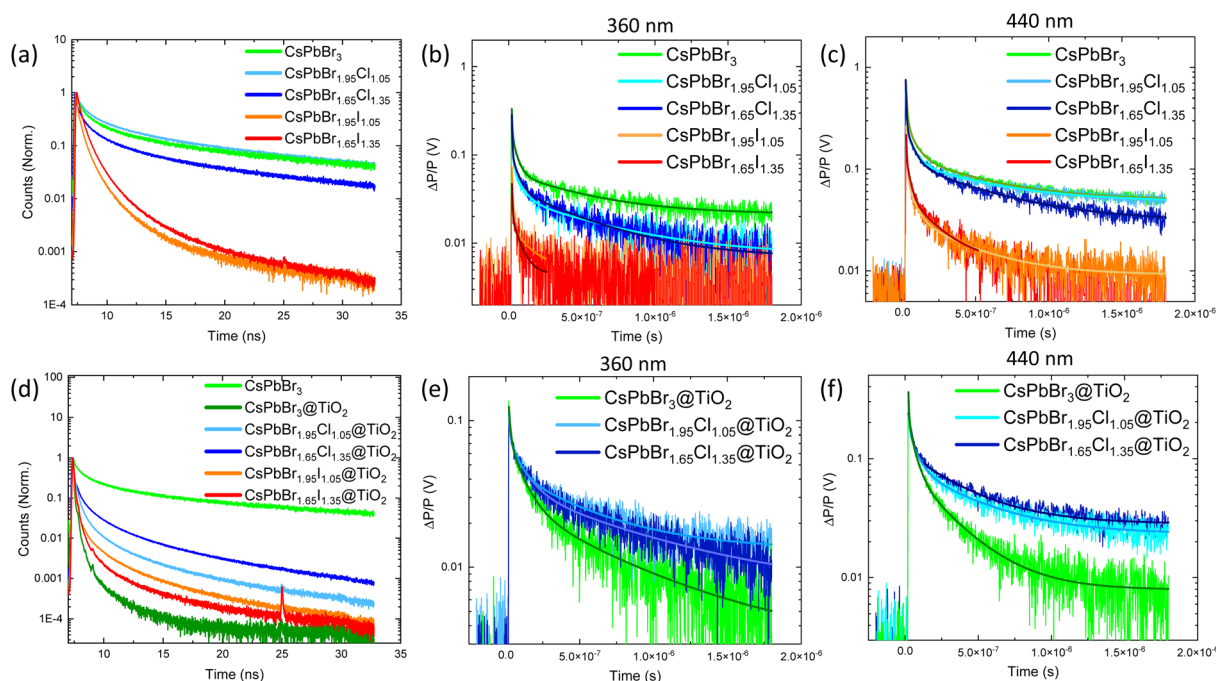 (a)
10
1
0.1
0.01
0.001
1E-4
Counts (Norm.)
CsPbBr₃
CsPbBr₁.₉₅Cl₁.₀₅
CsPbBr₁.₆₅Cl₁.₃₅
CsPbBr₁.₉₅I₁.₀₅
CsPbBr₁.₆₅I₁.₃₅
10 15 20 25 30 35
Time (ns)
360 nm
(b)
1
0.1
0.01
ΔP/P (V)
CsPbBr₃
CsPbBr₁.₉₅Cl₁.₀₅
CsPbBr₁.₆₅Cl₁.₃₅
CsPbBr₁.₉₅I₁.₀₅
CsPbBr₁.₆₅I₁.₃₅
0.0 5.0×10⁻⁷ 1.0×10⁻⁶ 1.5×10⁻⁶ 2.0×10⁻⁶
Time (s)
440 nm
(c)
1
0.1
0.01
ΔP/P (V)
CsPbBr₃
CsPbBr₁.₉₅Cl₁.₀₅
CsPbBr₁.₆₅Cl₁.₃₅
CsPbBr₁.₉₅I₁.₀₅
CsPbBr₁.₆₅I₁.₃₅
0.0 5.0×10⁻⁷ 1.0×10⁻⁶ 1.5×10⁻⁶ 2.0×10⁻⁶
Time (s)
(d)
100
10
1
0.1
0.01
0.001
1E-4
Counts (Norm.)
CsPbBr₃
CsPbBr₃@TiO₂
CsPbBr₁.₉₅Cl₁.₀₅@TiO₂
CsPbBr₁.₆₅Cl₁.₃₅@TiO₂
CsPbBr₁.₉₅I₁.₀₅@TiO₂
CsPbBr₁.₆₅I₁.₃₅@TiO₂
10 15 20 25 30 35
Time (ns)
360 nm
(e)
0.1
0.01
ΔP/P (V)
CsPbBr₃@TiO₂
CsPbBr₁.₉₅Cl₁.₀₅@TiO₂
CsPbBr₁.₆₅Cl₁.₃₅@TiO₂
0.0 5.0×10⁻⁷ 1.0×10⁻⁶ 1.5×10⁻⁶ 2.0×10⁻⁶
Time (s)
440 nm
(f)
0.1
0.01
ΔP/P (V)
CsPbBr₃@TiO₂
CsPbBr₁.₉₅Cl₁.₀₅@TiO₂
CsPbBr₁.₆₅Cl₁.₃₅@TiO₂
0.0 5.0×10⁻⁷ 1.0×10⁻⁶ 1.5×10⁻⁶ 2.0×10⁻⁶
Time (s)